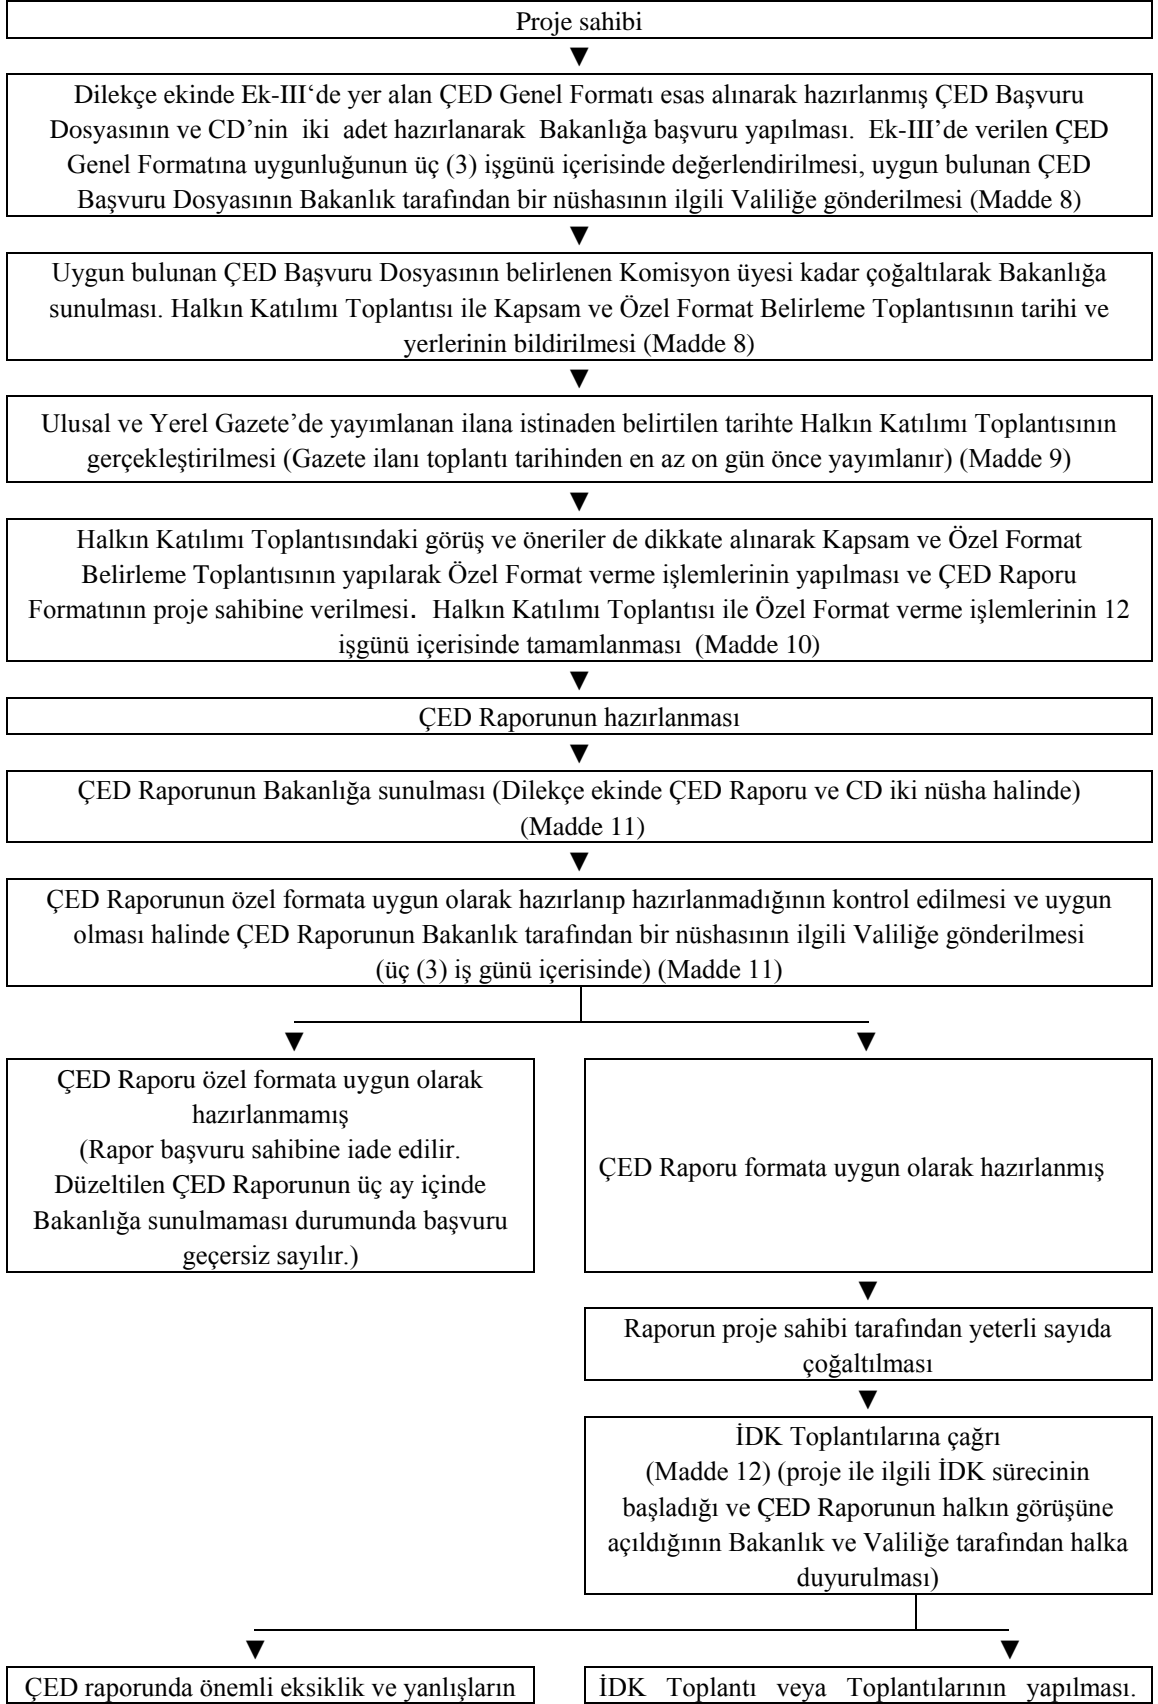 Proje sahibi
▼
Dilekçe ekinde Ek-III‘de yer alan ÇED Genel Formatı esas alınarak hazırlanmış ÇED Başvuru
Dosyasının ve CD’nin iki adet hazırlanarak Bakanlığa başvuru yapılması. Ek-III’de verilen ÇED
Genel Formatına uygunluğunun üç (3) işgünü içerisinde değerlendirilmesi, uygun bulunan ÇED
Başvuru Dosyasının Bakanlık tarafından bir nüshasının ilgili Valiliğe gönderilmesi (Madde 8)
▼
Uygun bulunan ÇED Başvuru Dosyasının belirlenen Komisyon üyesi kadar çoğaltılarak Bakanlığa
sunulması. Halkın Katılımı Toplantısı ile Kapsam ve Özel Format Belirleme Toplantısının tarihi ve
yerlerinin bildirilmesi (Madde 8)
▼
Ulusal ve Yerel Gazete’de yayımlanan ilana istinaden belirtilen tarihte Halkın Katılımı Toplantısının
gerçekleştirilmesi (Gazete ilanı toplantı tarihinden en az on gün önce yayımlanır) (Madde 9)
▼
Halkın Katılımı Toplantısındaki görüş ve öneriler de dikkate alınarak Kapsam ve Özel Format
Belirleme Toplantısının yapılarak Özel Format verme işlemlerinin yapılması ve ÇED Raporu
Formatının proje sahibine verilmesi. Halkın Katılımı Toplantısı ile Özel Format verme işlemlerinin 12
işgünü içerisinde tamamlanması (Madde 10)
▼
ÇED Raporunun hazırlanması
▼
ÇED Raporunun Bakanlığa sunulması (Dilekçe ekinde ÇED Raporu ve CD iki nüsha halinde)
(Madde 11)
▼
ÇED Raporunun özel formata uygun olarak hazırlanıp hazırlanmadığının kontrol edilmesi ve uygun
olması halinde ÇED Raporunun Bakanlık tarafından bir nüshasının ilgili Valiliğe gönderilmesi
(üç (3) iş günü içerisinde) (Madde 11)
▼ ▼
ÇED Raporu özel formata uygun olarak
hazırlanmamış
(Rapor başvuru sahibine iade edilir.
Düzeltilen ÇED Raporunun üç ay içinde
Bakanlığa sunulmaması durumunda başvuru
geçersiz sayılır.)
ÇED Raporu formata uygun olarak hazırlanmış
▼
Raporun proje sahibi tarafından yeterli sayıda
çoğaltılması
▼
İDK Toplantılarına çağrı
(Madde 12) (proje ile ilgili İDK sürecinin
başladığı ve ÇED Raporunun halkın görüşüne
açıldığının Bakanlık ve Valiliğe tarafından halka
duyurulması)
▼ ▼
ÇED raporunda önemli eksiklik ve yanlışların
İDK Toplantı veya Toplantılarının yapılması.